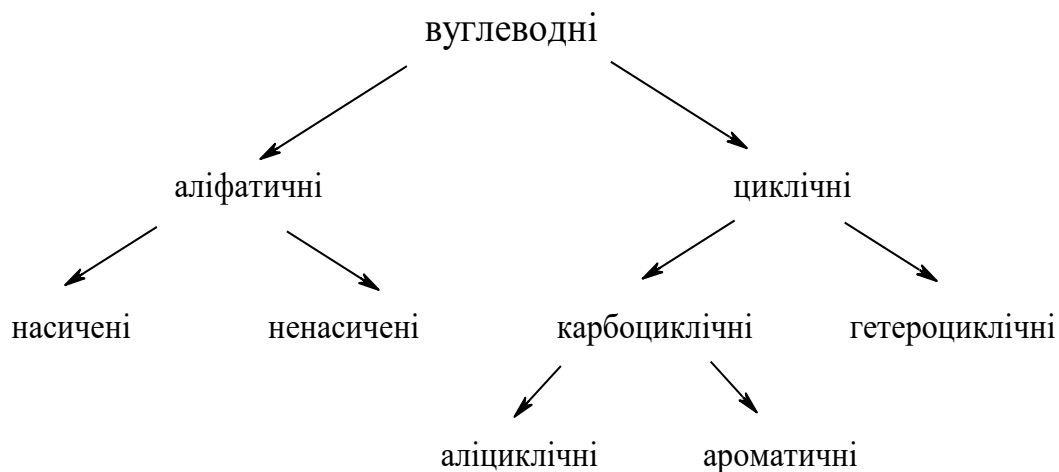 вуглеводні
аліфатичні циклічні
насичені ненасичені карбоциклічні гетероциклічні
аліциклічні ароматичні